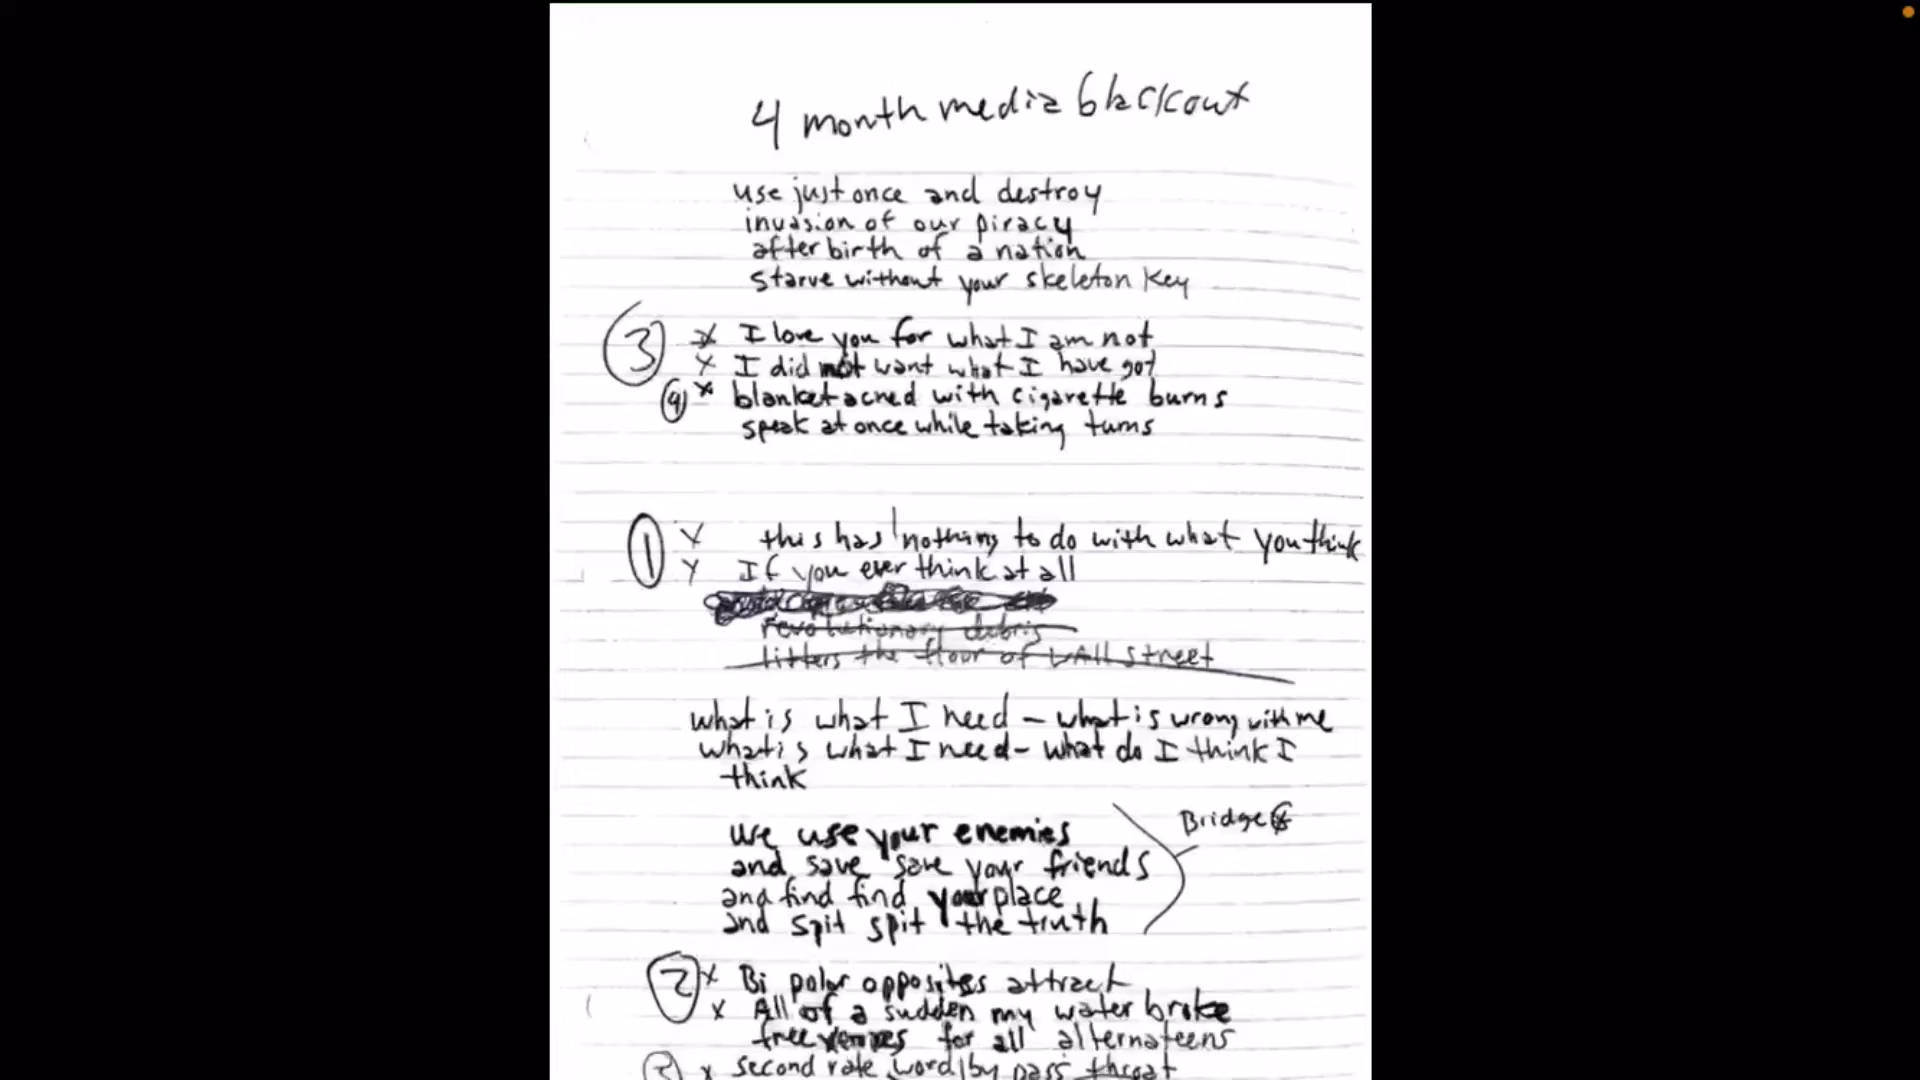 4 month media blackout
use just once and destroy
invasion of our piracy
after birth of a nation
starve without your skeleton key
3 x I love you for what I am not
x I did not want what I have got
(4) x blanket acned with cigarette burns
speak at once while taking turns
1 x this has nothing to do with what you think
x If you ever think at all
revolutionary debris
litters the floor of Wall Street
what is what I need - what is wrong with me
what is what I need - what do I think I
think
Bridge
we use your enemies
and save save your friends
and find find your place
and spit spit the truth
2 x Bi polar opposites attract
x All of a sudden my water broke
free for all alternateens
(3) x second rate word by pass throat